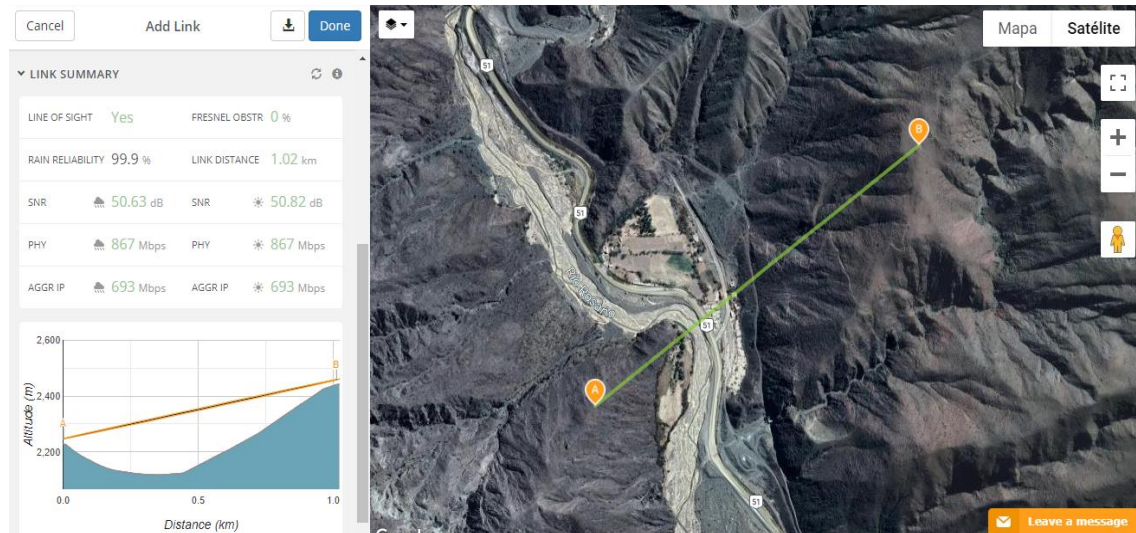 Cancel
Add Link
Done
LINK SUMMARY
LINE OF SIGHT Yes FRESNEL OBSTR 0 %
RAIN RELIABILITY 99.9 % LINK DISTANCE 1.02 km
SNR 50.63 dB SNR 50.82 dB
PHY 867 Mbps PHY 867 Mbps
AGGR IP 693 Mbps AGGR IP 693 Mbps
2,600
2,400
2,200
Altitude (m)
A
B
0.0 0.5 1.0
Distance (km)
Mapa Satélite
51
51
51
51
A
B
Leave a message